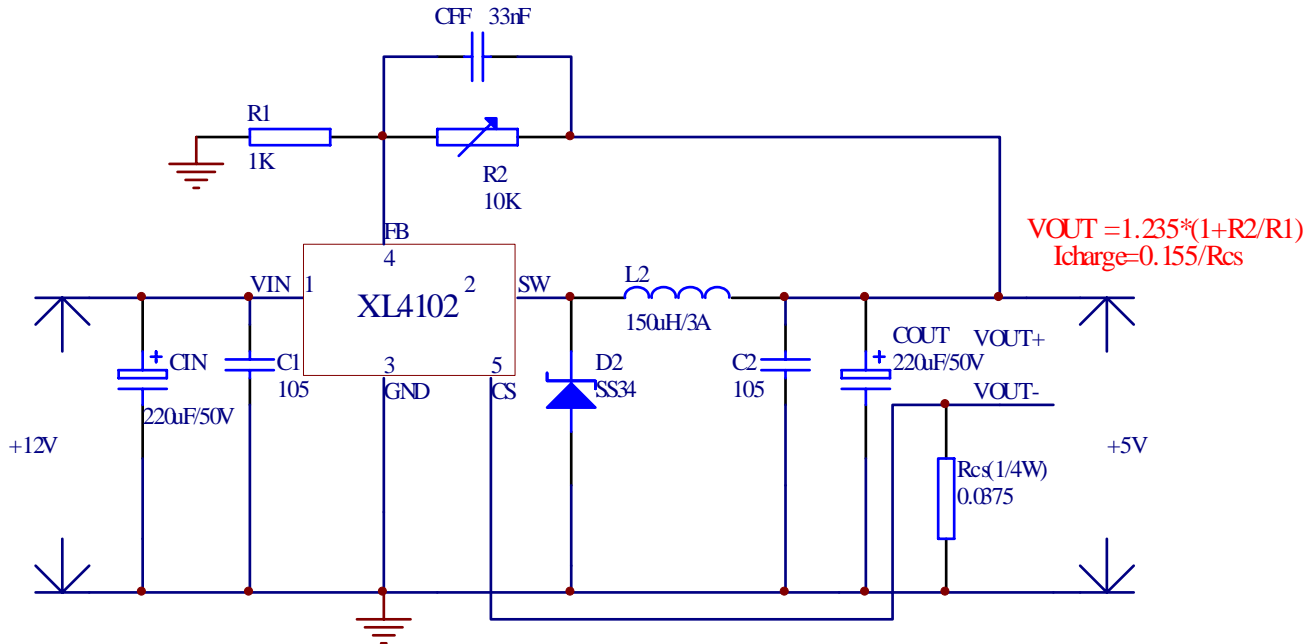 CFF 33nF
R1
1K
R2
10K
FB
4
VOUT =1.235*(1+R2/R1)
Icharge=0.155/Rcs
VIN 1
2 SW
L2
XL4102
150uH/3A
COUT
VOUT+
CIN
C1
3
5
D2
C2
220uF/50V
105
GND
CS
SS34
105
VOUT-
220uF/50V
+12V
+5V
Rcs(1/4W)
0.0375